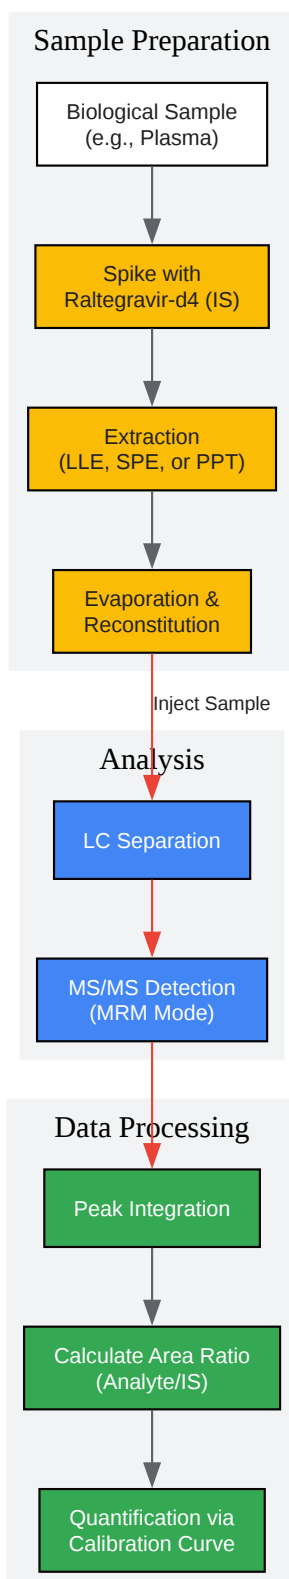 Sample Preparation
Biological Sample
(e.g., Plasma)
Spike with
Raltegravir-d4 (IS)
Extraction
(LLE, SPE, or PPT)
Evaporation &
Reconstitution
Inject Sample
Analysis
LC Separation
MS/MS Detection
(MRM Mode)
Data Processing
Peak Integration
Calculate Area Ratio
(Analyte/IS)
Quantification via
Calibration Curve